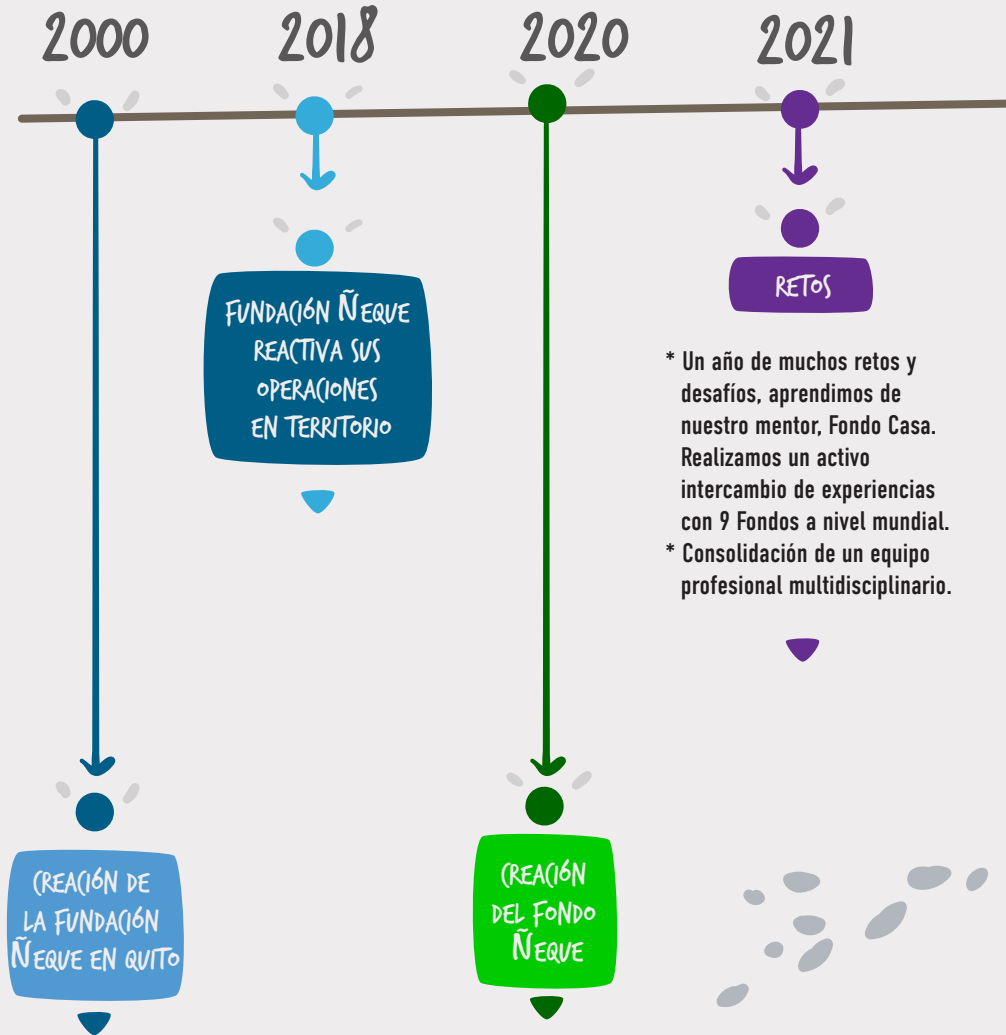 2000
2018
2020
2021
FUNDACIÓN ÑEQUE
REACTIVA SUS
OPERACIONES
EN TERRITORIO
RETOS
* Un año de muchos retos y
desafíos, aprendimos de
nuestro mentor, Fondo Casa.
Realizamos un activo
intercambio de experiencias
con 9 Fondos a nivel mundial.
* Consolidación de un equipo
profesional multidisciplinario.
CREACIÓN DE
LA FUNDACIÓN
ÑEQUE EN QUITO
CREACIÓN
DEL FONDO
ÑEQUE